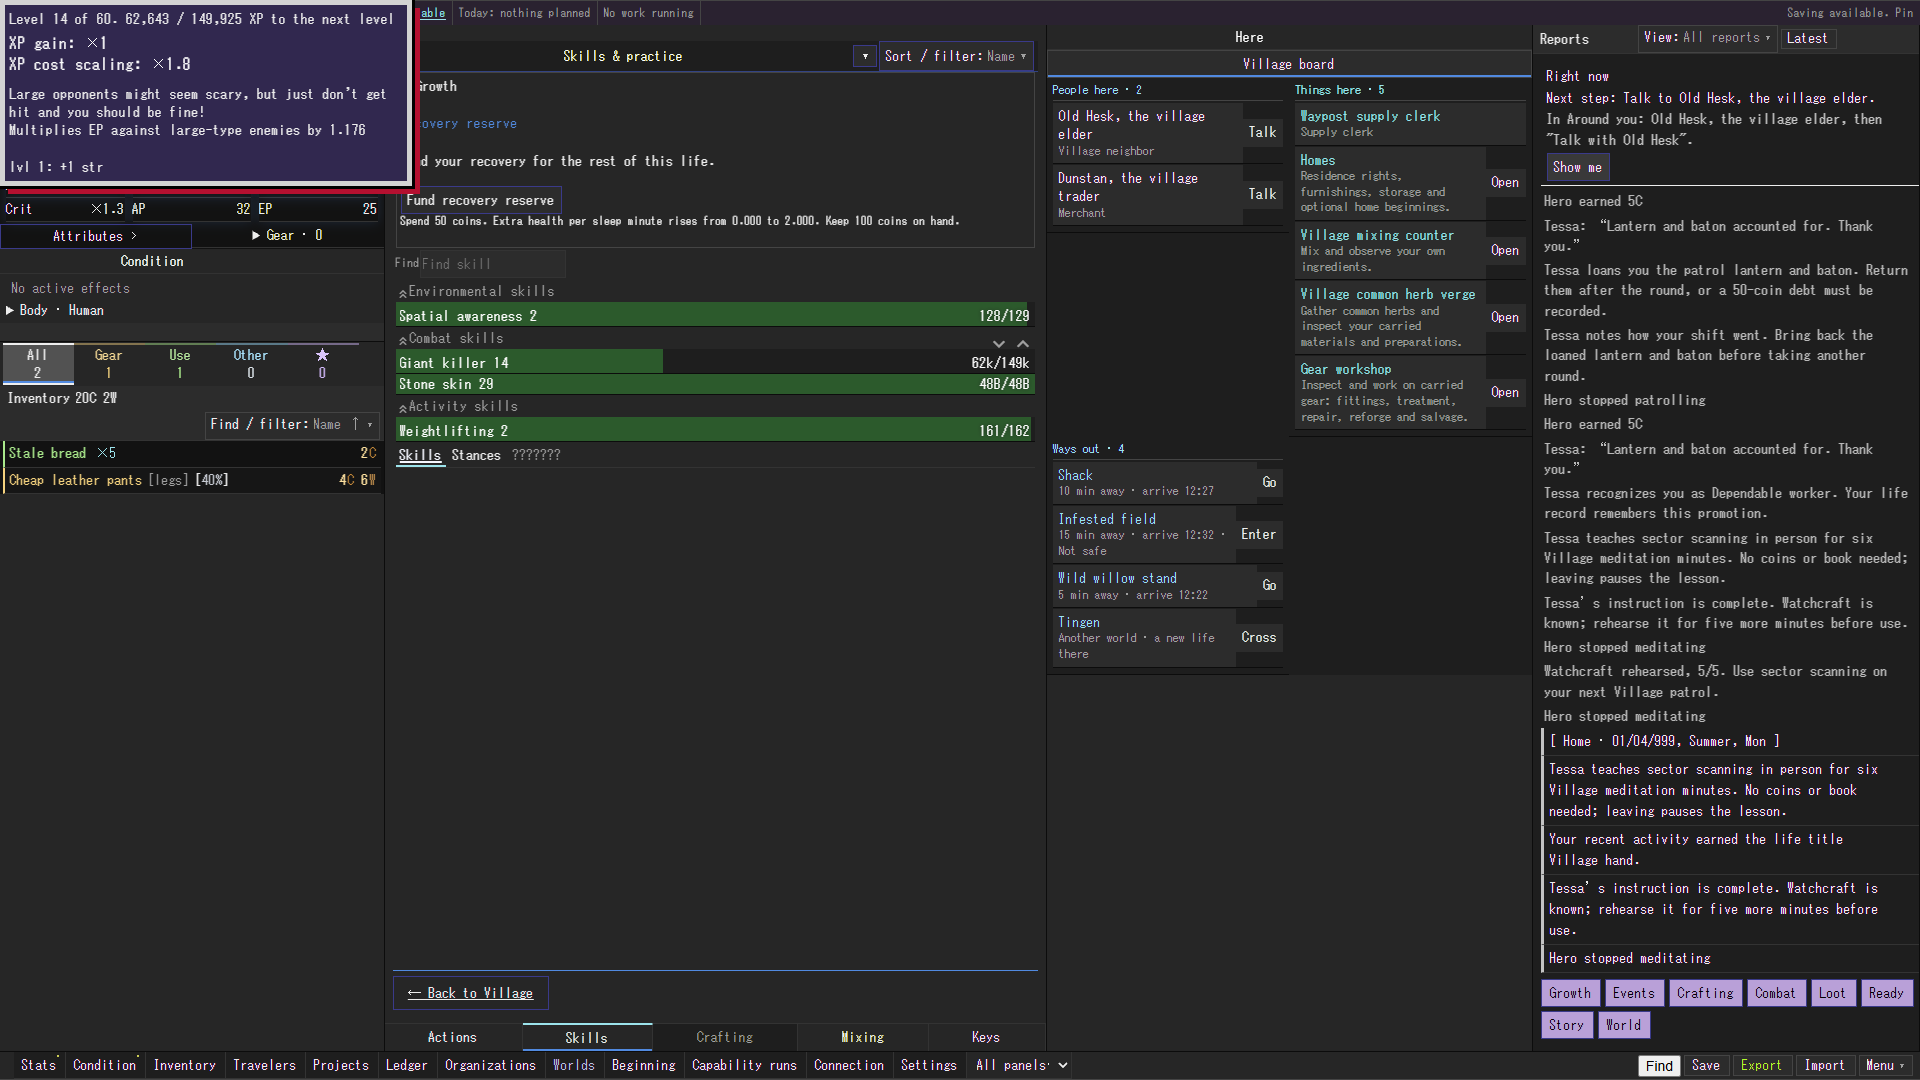 Level 14 of 60. 62,643 / 149,925 XP to the next level
XP gain: ×1
XP cost scaling: ×1.8
Large opponents might seem scary, but just don't get
hit and you should be fine!
Multiplies EP against large-type enemies by 1.176
lvl 1: +1 str
able
Today: nothing planned
No work running
Saving available. Pin
Crit ×1.3 AP 32 EP 25
Attributes >
▶ Gear · 0
Condition
No active effects
▶ Body · Human
All
2
Gear
1
Use
1
Other
0
★
0
Inventory 20C 2W
Find / filter: Name ↑ ▾
Stale bread ×5 2C
Cheap leather pants [legs] [40%] 4C 6W
Skills & practice
▾
Sort / filter: Name ▾
Growth
covery reserve
d your recovery for the rest of this life.
Fund recovery reserve
Spend 50 coins. Extra health per sleep minute rises from 0.000 to 2.000. Keep 100 coins on hand.
Find Find skill
Environmental skills
Spatial awareness 2 128/129
Combat skills
Giant killer 14 62k/149k
Stone skin 29 48B/48B
Activity skills
Weightlifting 2 161/162
Skills Stances ???????
← Back to Village
Actions
Skills
Crafting
Mixing
Keys
Here
Village board
People here · 2
Old Hesk, the village
elder
Village neighbor
Talk
Dunstan, the village
trader
Merchant
Talk
Things here · 5
Waypost supply clerk
Supply clerk
Homes
Residence rights,
furnishings, storage and
optional home beginnings.
Open
Village mixing counter
Mix and observe your own
ingredients.
Open
Village common herb verge
Gather common herbs and
inspect your carried
materials and preparations.
Open
Gear workshop
Inspect and work on carried
gear: fittings, treatment,
repair, reforge and salvage.
Open
Ways out · 4
Shack
10 min away · arrive 12:27
Go
Infested field
15 min away · arrive 12:32 ·
Not safe
Enter
Wild willow stand
5 min away · arrive 12:22
Go
Tingen
Another world · a new life
there
Cross
Reports
View: All reports ▾
Latest
Right now
Next step: Talk to Old Hesk, the village elder.
In Around you: Old Hesk, the village elder, then
"Talk with Old Hesk".
Show me
Hero earned 5C
Tessa: “Lantern and baton accounted for. Thank
you.”
Tessa loans you the patrol lantern and baton. Return
them after the round, or a 50-coin debt must be
recorded.
Tessa notes how your shift went. Bring back the
loaned lantern and baton before taking another
round.
Hero stopped patrolling
Hero earned 5C
Tessa: “Lantern and baton accounted for. Thank
you.”
Tessa recognizes you as Dependable worker. Your life
record remembers this promotion.
Tessa teaches sector scanning in person for six
Village meditation minutes. No coins or book needed;
leaving pauses the lesson.
Tessa's instruction is complete. Watchcraft is
known; rehearse it for five more minutes before use.
Hero stopped meditating
Watchcraft rehearsed, 5/5. Use sector scanning on
your next Village patrol.
Hero stopped meditating
[ Home · 01/04/999, Summer, Mon ]
Tessa teaches sector scanning in person for six
Village meditation minutes. No coins or book
needed; leaving pauses the lesson.
Your recent activity earned the life title
Village hand.
Tessa's instruction is complete. Watchcraft is
known; rehearse it for five more minutes before
use.
Hero stopped meditating
Growth
Events
Crafting
Combat
Loot
Ready
Story
World
Stats
Condition
Inventory
Travelers
Projects
Ledger
Organizations
Worlds
Beginning
Capability runs
Connection
Settings
All panels
Find
Save
Export
Import
Menu